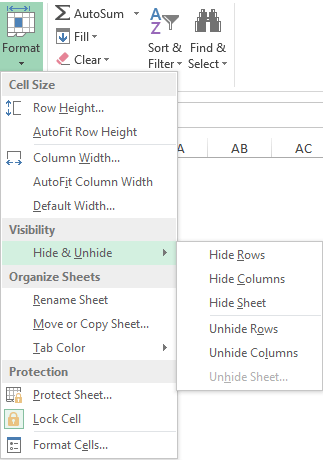 Format
AutoSum
Fill
Clear
Sort &
Filter
Find &
Select
A
AB
AC
Cell Size
Row Height...
AutoFit Row Height
Column Width...
AutoFit Column Width
Default Width...
Visibility
Hide & Unhide
Hide Rows
Hide Columns
Hide Sheet
Unhide Rows
Unhide Columns
Unhide Sheet...
Organize Sheets
Rename Sheet
Move or Copy Sheet...
Tab Color
Protection
Protect Sheet...
Lock Cell
Format Cells...